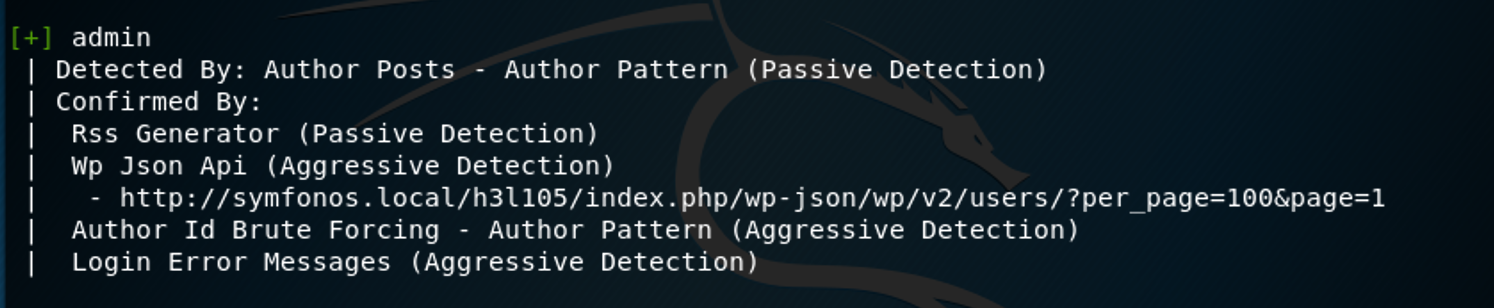 [+] admin
| Detected By: Author Posts - Author Pattern (Passive Detection)
| Confirmed By:
|  Rss Generator (Passive Detection)
|  Wp Json Api (Aggressive Detection)
|   - http://symfonos.local/h3l105/index.php/wp-json/wp/v2/users/?per_page=100&page=1
|  Author Id Brute Forcing - Author Pattern (Aggressive Detection)
|  Login Error Messages (Aggressive Detection)